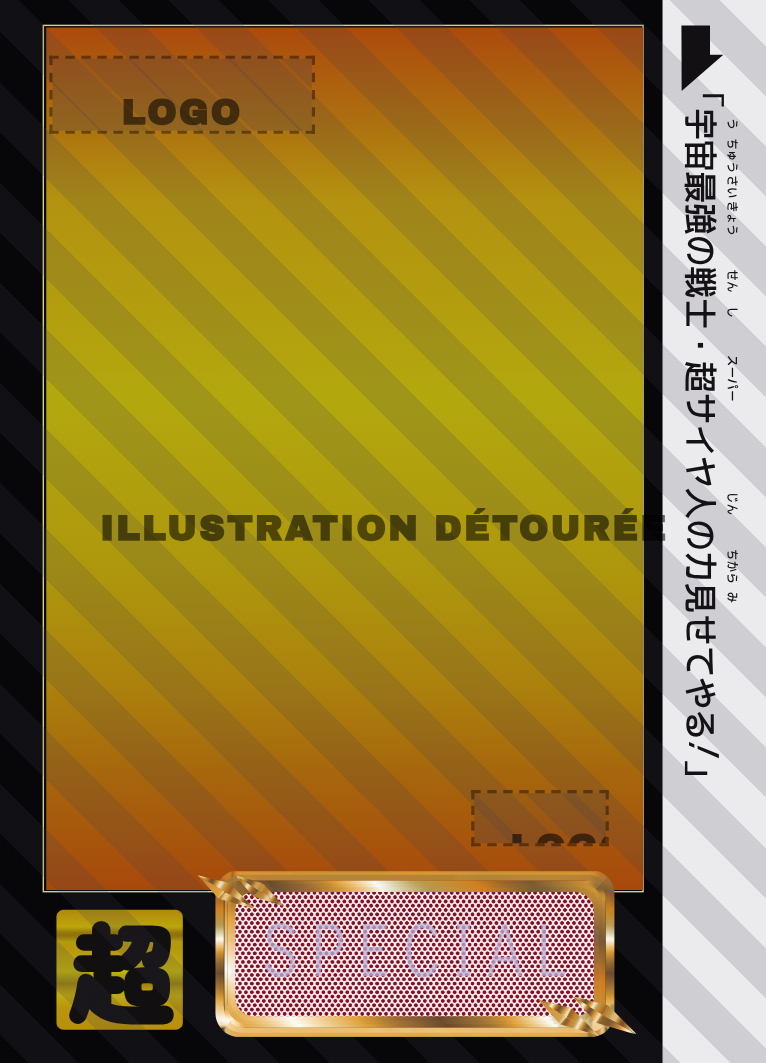 LOGO
「宇宙最強の戦士・超サイヤ人の力見せてやる!」
うちゅうさいきょう せん し スーパー じん ちから み
ILLUSTRATION DÉTOURÉE
LOGO
超
SPECIAL